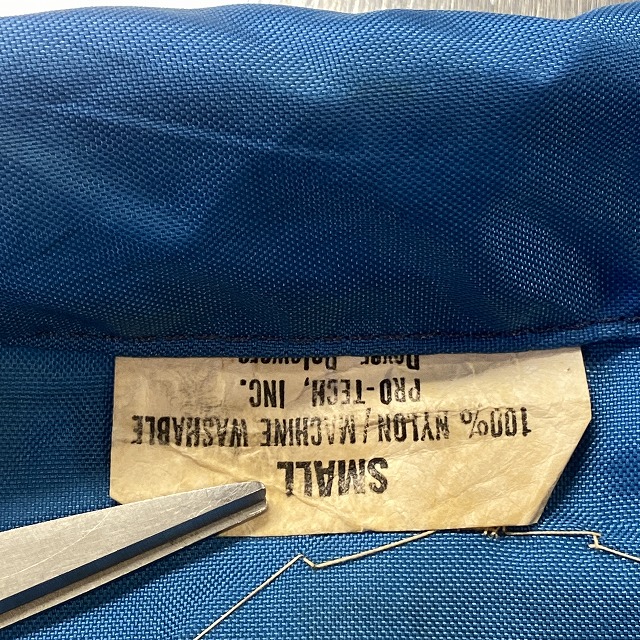 SMALL
100% NYLON/MACHINE WASHABLE
PRO-TECH, INC.
Dover, Delaware